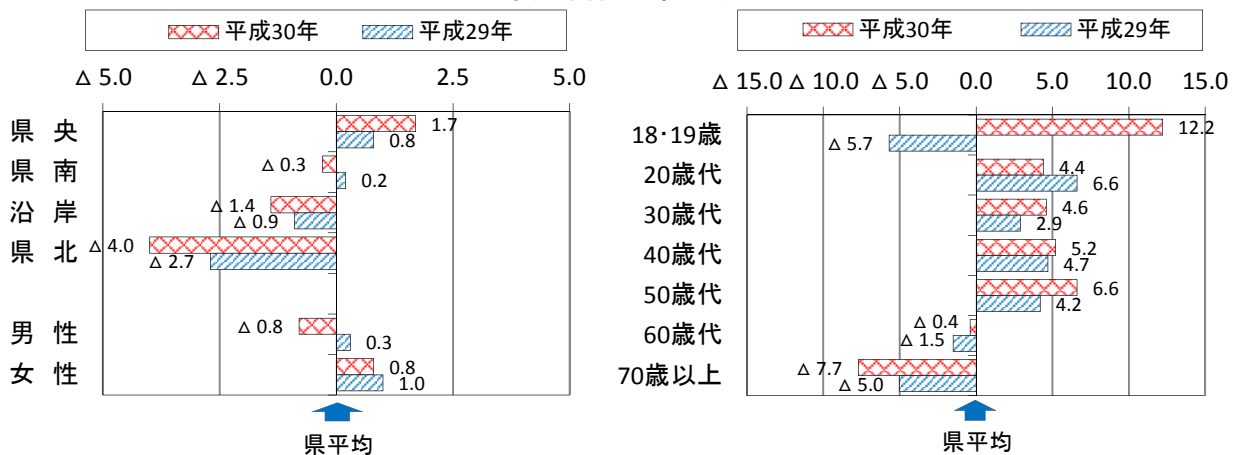 平成30年 平成29年
△ 5.0 △ 2.5 0.0 2.5 5.0
県 央 1.7
0.8
県 南 △ 0.3
0.2
沿 岸 △ 1.4
△ 0.9
県 北 △ 4.0
△ 2.7
男 性 △ 0.8
0.3
女 性 0.8
1.0
県平均
平成30年 平成29年
△ 15.0 △ 10.0 △ 5.0 0.0 5.0 10.0 15.0
18・19歳 12.2
△ 5.7
20歳代 4.4
6.6
30歳代 4.6
2.9
40歳代 5.2
4.7
50歳代 6.6
4.2
60歳代 △ 0.4
△ 1.5
70歳以上 △ 7.7
△ 5.0
県平均